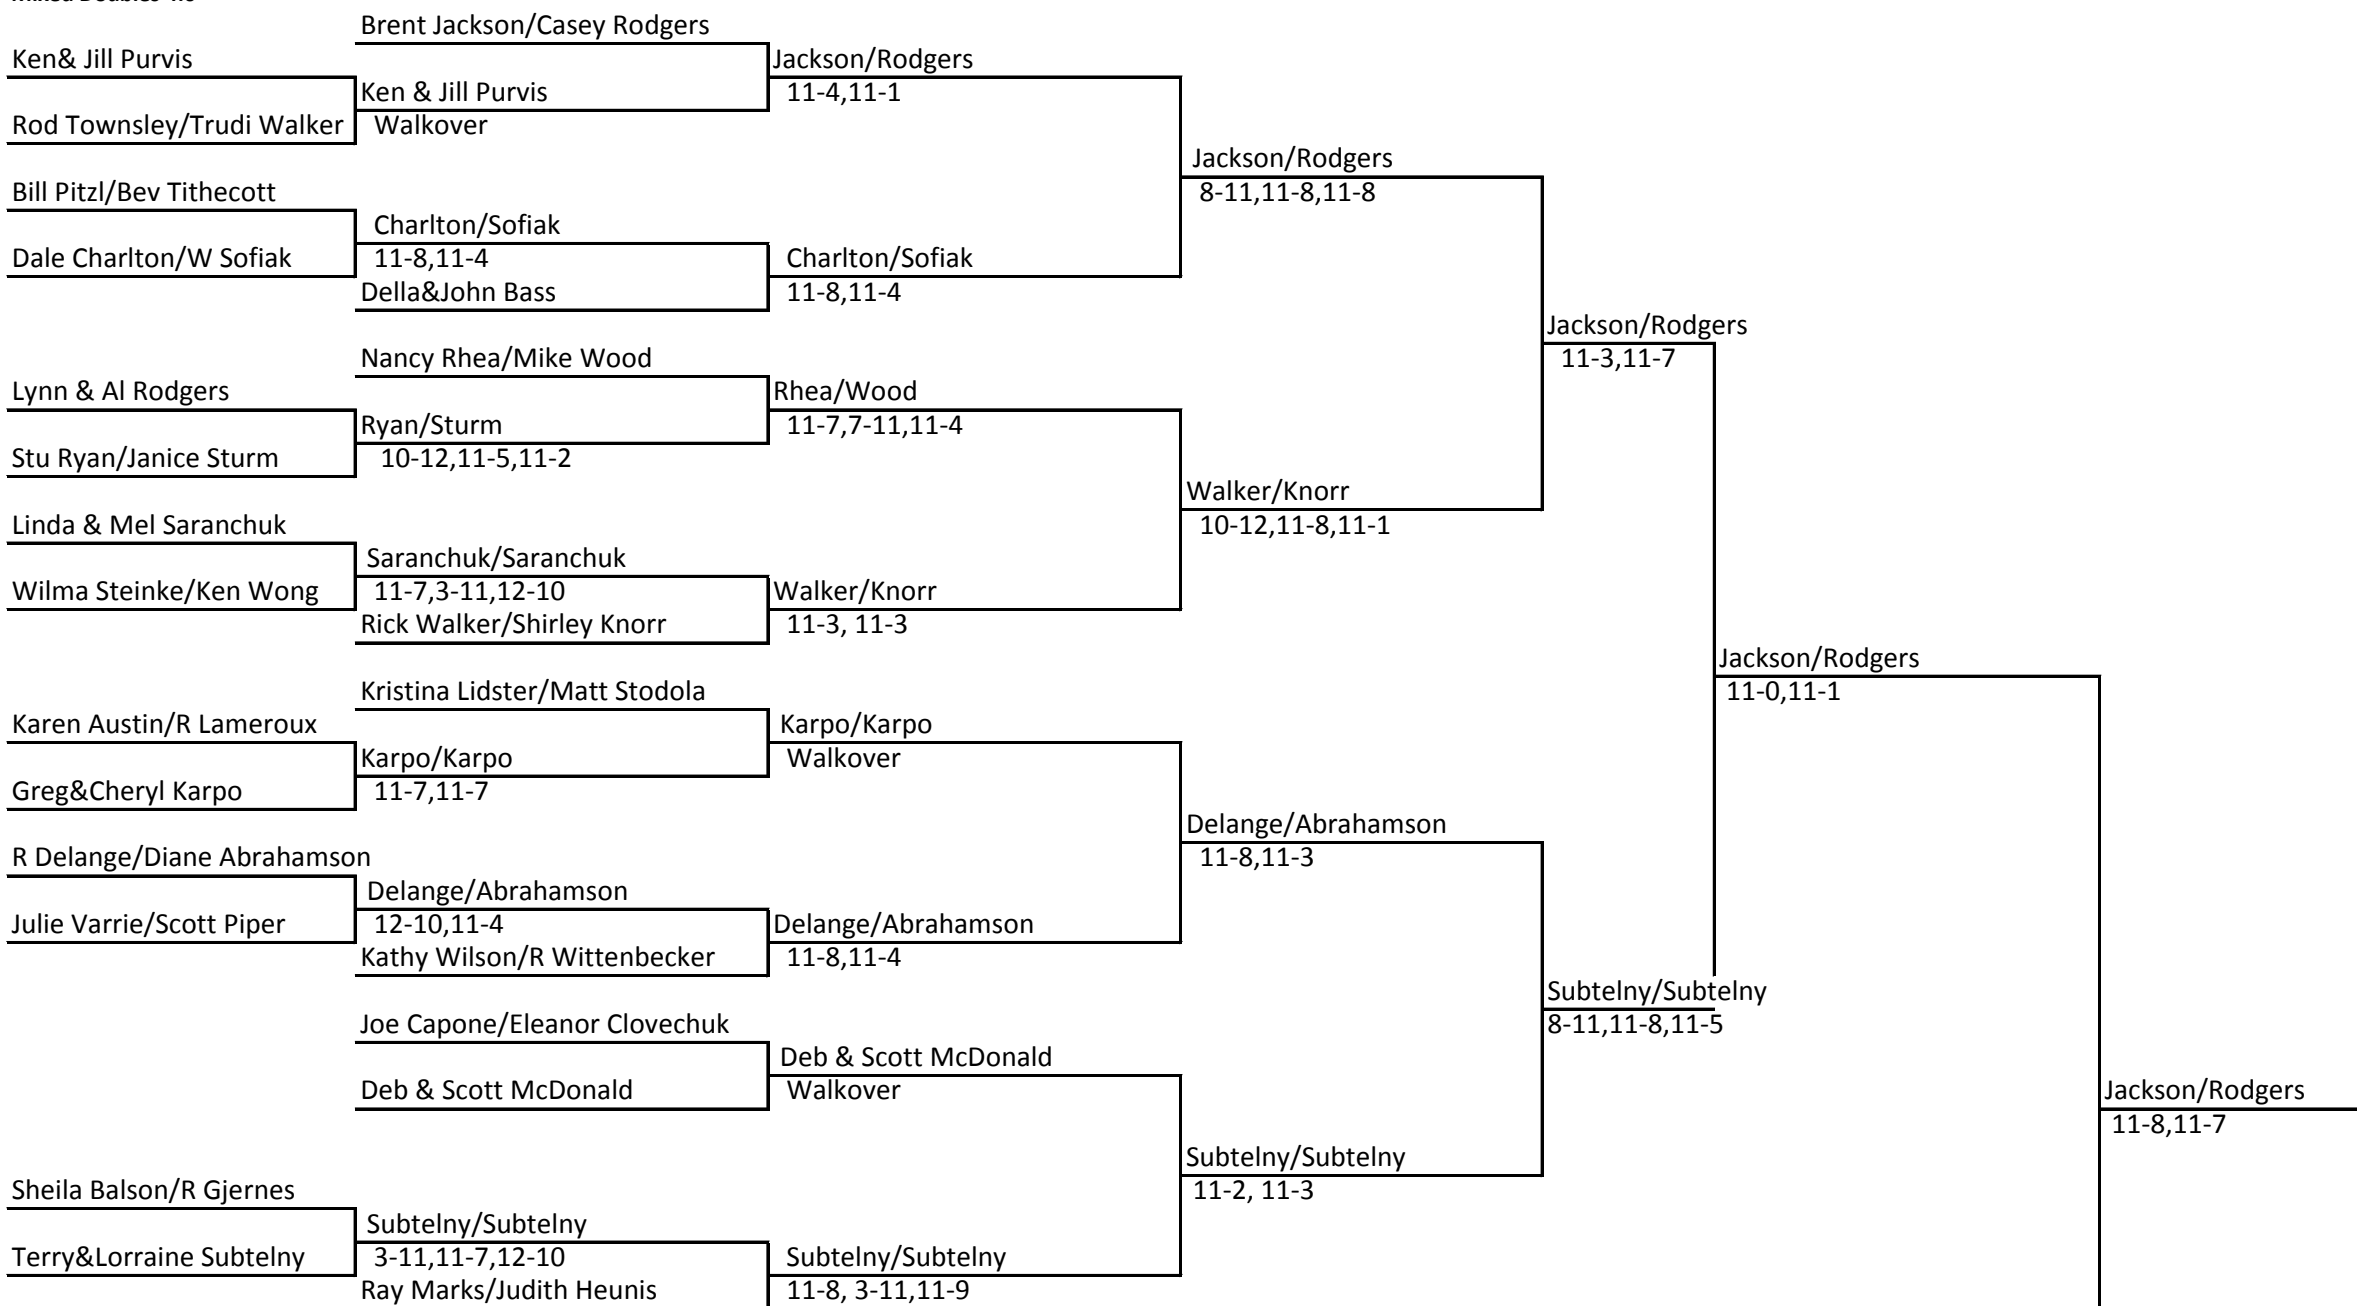 Brent Jackson/Casey Rodgers
Ken& Jill Purvis
Jackson/Rodgers
Ken & Jill Purvis
11-4,11-1
Rod Townsley/Trudi Walker
Walkover
Jackson/Rodgers
Bill Pitzl/Bev Tithecott
8-11,11-8,11-8
Charlton/Sofiak
Dale Charlton/W Sofiak
11-8,11-4
Charlton/Sofiak
Della&John Bass
11-8,11-4
Jackson/Rodgers
Nancy Rhea/Mike Wood
11-3,11-7
Lynn & Al Rodgers
Rhea/Wood
Ryan/Sturm
11-7,7-11,11-4
Stu Ryan/Janice Sturm
10-12,11-5,11-2
Walker/Knorr
Linda & Mel Saranchuk
10-12,11-8,11-1
Saranchuk/Saranchuk
Wilma Steinke/Ken Wong
11-7,3-11,12-10
Walker/Knorr
Rick Walker/Shirley Knorr
11-3, 11-3
Jackson/Rodgers
Kristina Lidster/Matt Stodola
11-0,11-1
Karen Austin/R Lameroux
Karpo/Karpo
Karpo/Karpo
Walkover
Greg&Cheryl Karpo
11-7,11-7
Delange/Abrahamson
R Delange/Diane Abrahamson
11-8,11-3
Delange/Abrahamson
Julie Varrie/Scott Piper
12-10,11-4
Delange/Abrahamson
Kathy Wilson/R Wittenbecker
11-8,11-4
Subtelny/Subtelny
Joe Capone/Eleanor Clovechuk
8-11,11-8,11-5
Deb & Scott McDonald
Deb & Scott McDonald
Walkover
Jackson/Rodgers
11-8,11-7
Subtelny/Subtelny
Sheila Balson/R Gjernes
11-2, 11-3
Subtelny/Subtelny
Terry&Lorraine Subtelny
3-11,11-7,12-10
Subtelny/Subtelny
Ray Marks/Judith Heunis
11-8, 3-11,11-9